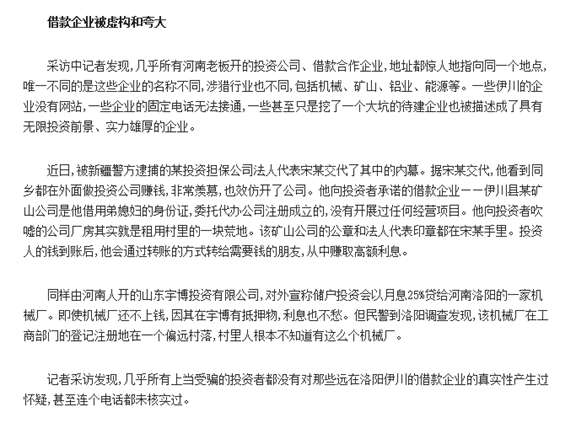 借款企业被虚构和夸大
采访中记者发现,几乎所有河南老板开的投资公司、借款合作企业,地址都惊人地指向同一个地点,
唯一不同的是这些企业的名称不同,涉猎行业也不同,包括机械、矿山、铝业、能源等。一些伊川的企
业没有网站,一些企业的固定电话无法接通,一些甚至只是挖了一个大坑的待建企业也被描述成了具有
无限投资前景、实力雄厚的企业。
近日,被新疆警方逮捕的某投资担保公司法人代表宋某交代了其中的内幕。据宋某交代,他看到同
乡都在外面做投资公司赚钱,非常羡慕,也效仿开了公司。他向投资者承诺的借款企业——伊川县某矿
山公司是他借用弟媳妇的身份证,委托代办公司注册成立的,没有开展过任何经营项目。他向投资者吹
嘘的公司厂房其实就是租用村里的一块荒地。该矿山公司的公章和法人代表印章都在宋某手里。投资
人的钱到账后,他会通过转账的方式转给需要钱的朋友,从中赚取高额利息。
同样由河南人开的山东宇博投资有限公司,对外宣称储户投资会以月息25%贷给河南洛阳的一家机
械厂。即使机械厂还不上钱,因其在宇博有抵押物,利息也不愁。但民警到洛阳调查发现,该机械厂在工
商部门的登记注册地在一个偏远村落,村里人根本不知道有这么个机械厂。
记者采访发现,几乎所有上当受骗的投资者都没有对那些远在洛阳伊川的借款企业的真实性产生过
怀疑,甚至连个电话都未核实过。